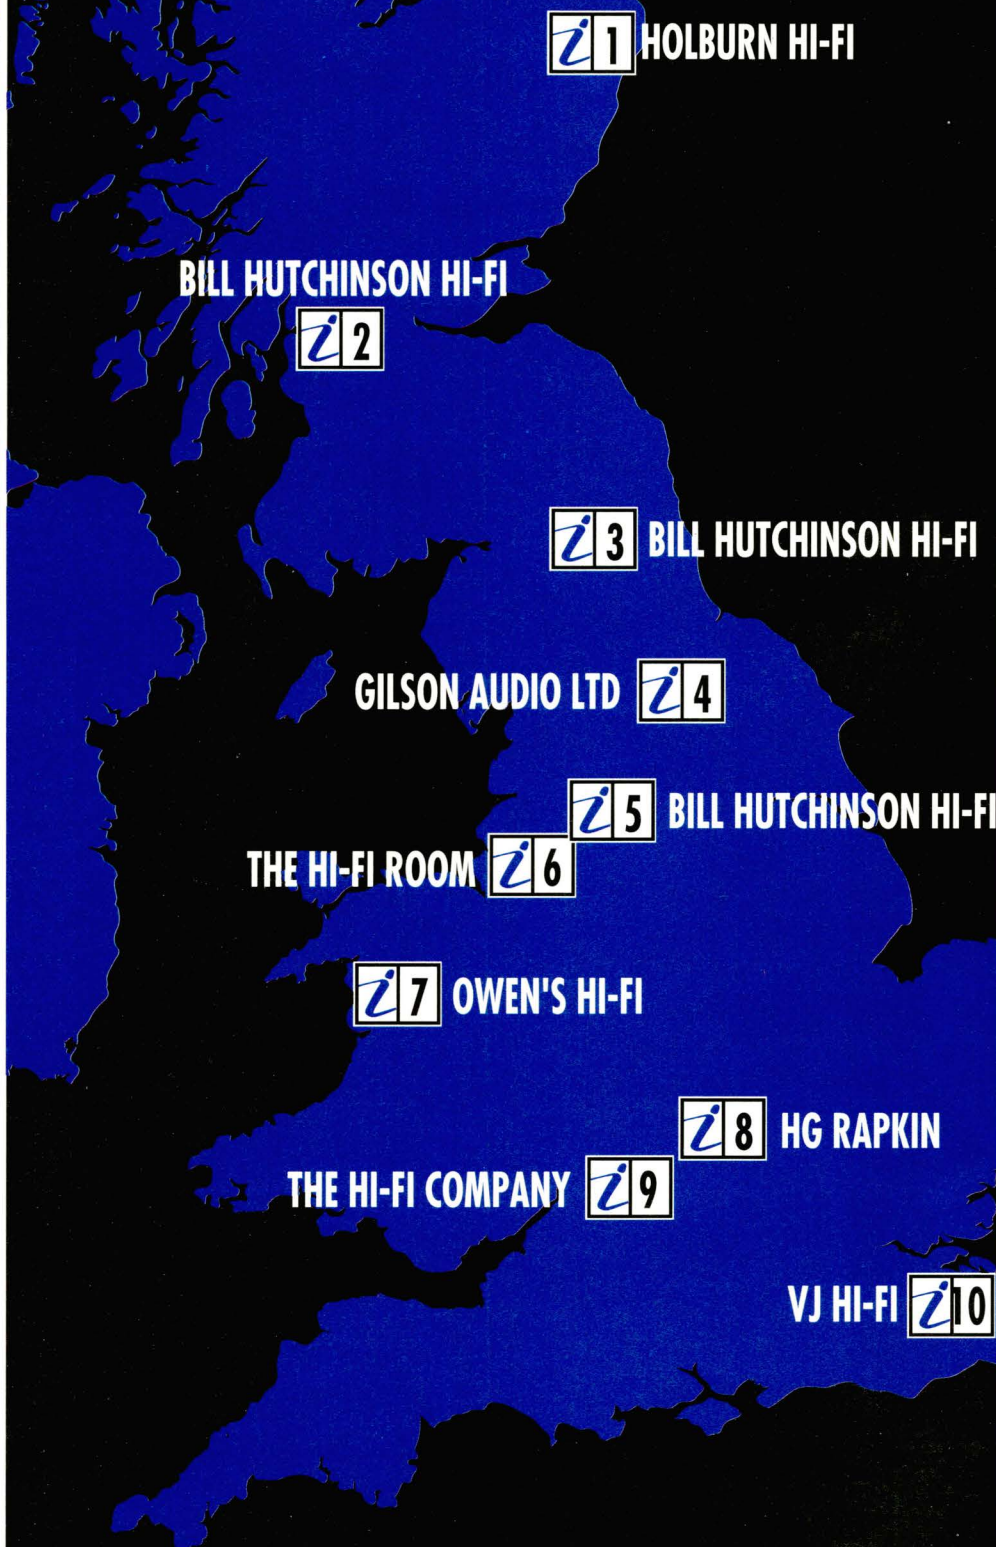 i 1 HOLBURN HI-FI
BILL HUTCHINSON HI-FI
i 2
i 3 BILL HUTCHINSON HI-FI
GILSON AUDIO LTD i 4
i 5 BILL HUTCHINSON HI-FI
THE HI-FI ROOM i 6
i 7 OWEN'S HI-FI
i 8 HG RAPKIN
THE HI-FI COMPANY i 9
VJ HI-FI i 10